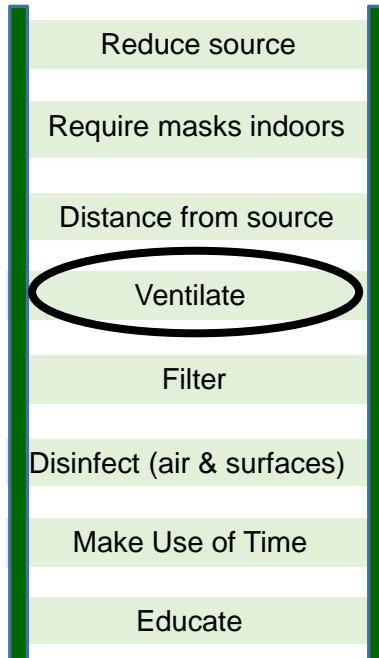 Reduce source
Require masks indoors
Distance from source
Ventilate
Filter
Disinfect (air & surfaces)
Make Use of Time
Educate